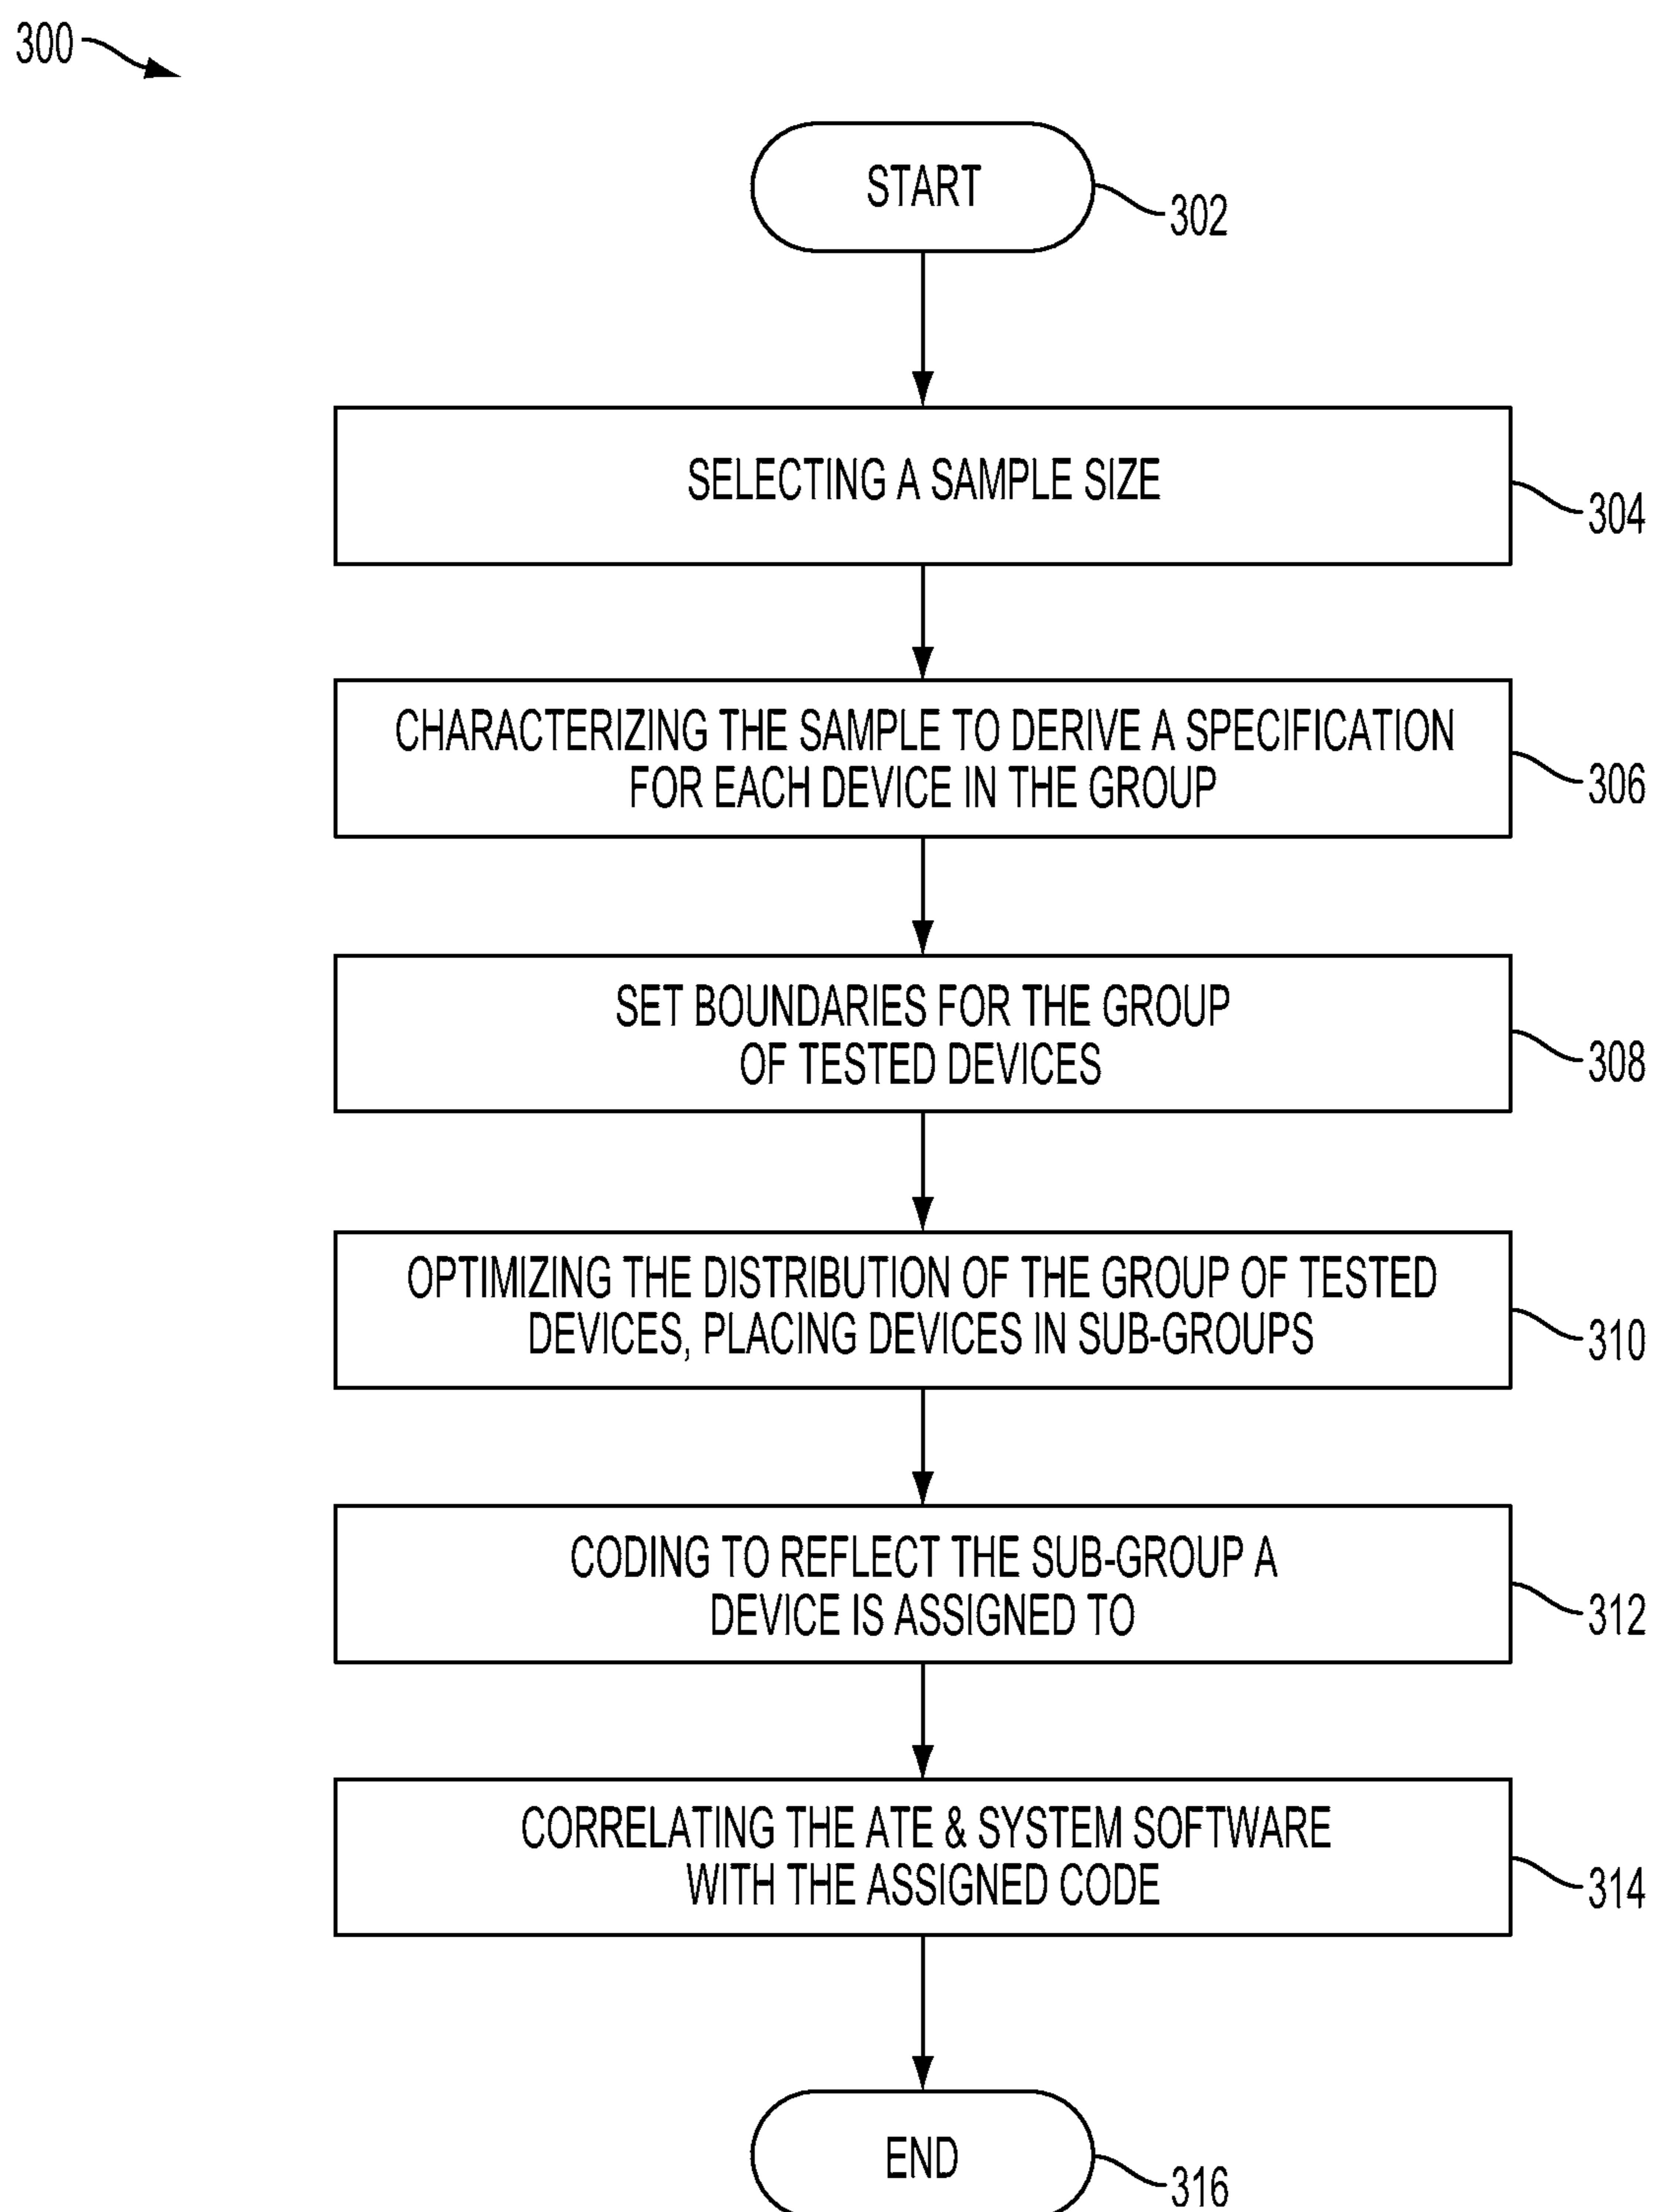 300
START
302
SELECTING A SAMPLE SIZE
304
CHARACTERIZING THE SAMPLE TO DERIVE A SPECIFICATION
FOR EACH DEVICE IN THE GROUP
306
SET BOUNDARIES FOR THE GROUP
OF TESTED DEVICES
308
OPTIMIZING THE DISTRIBUTION OF THE GROUP OF TESTED
DEVICES, PLACING DEVICES IN SUB-GROUPS
310
CODING TO REFLECT THE SUB-GROUP A
DEVICE IS ASSIGNED TO
312
CORRELATING THE ATE & SYSTEM SOFTWARE
WITH THE ASSIGNED CODE
314
END
316